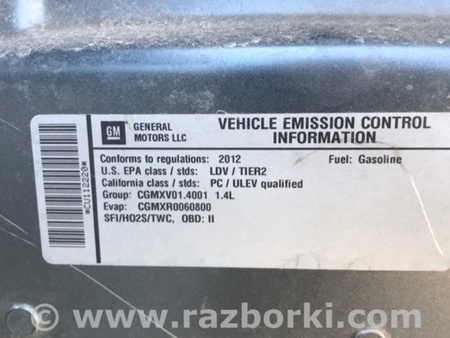 GM
GENERAL MOTORS LLC
VEHICLE EMISSION CONTROL INFORMATION
Conforms to regulations: 2012 Fuel: Gasoline
U.S. EPA class / stds: LDV / TIER2
California class / stds: PC / ULEV qualified
Group: CGMXV01.4001 1.4L
Evap: CGMXR0060800
SFI/HO2S/TWC, OBD: II
*CU112220*
©www.razborki.com